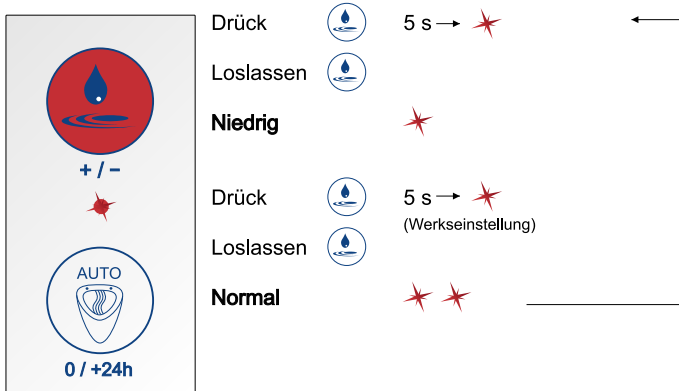 Drück 5 s
Loslassen
Niedrig
+ / −
Drück 5 s
(Werkseinstellung)
Loslassen
AUTO
Normal
0 / +24h